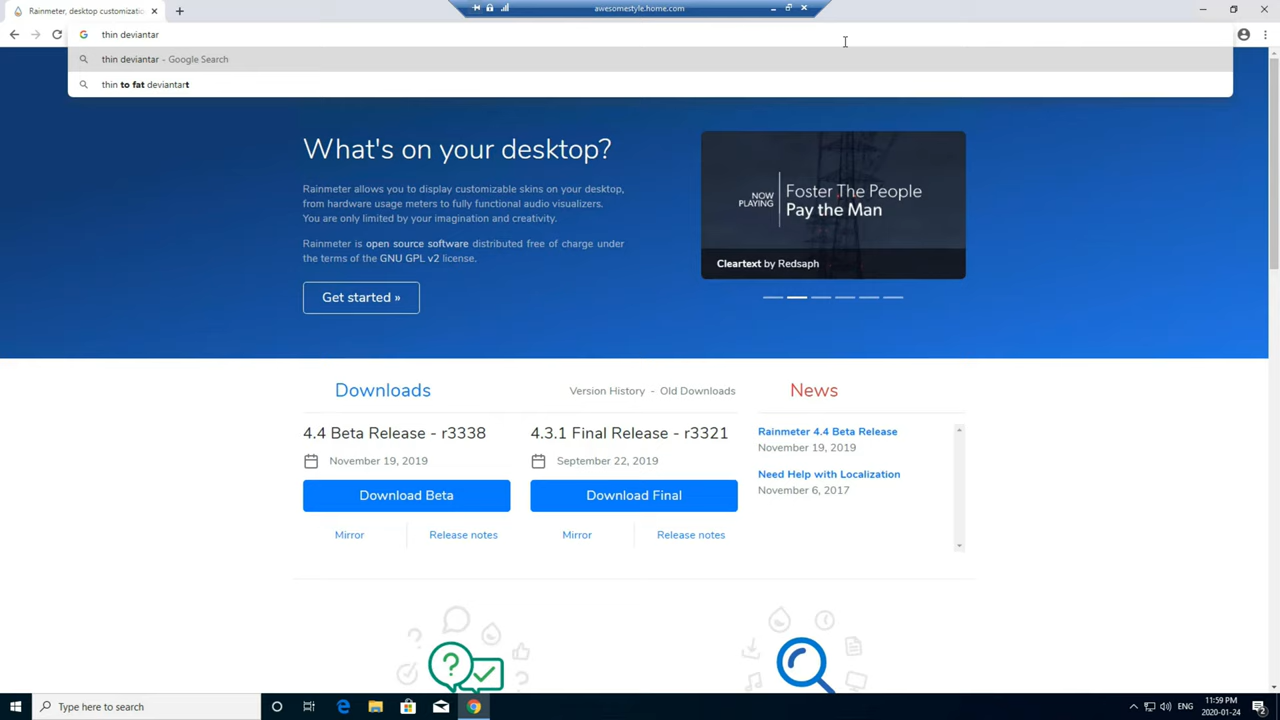 Rainmeter, desktop customizatio
awesomestyle.home.com
thin deviantar
thin deviantar - Google Search
thin to fat deviantart
What's on your desktop?
Rainmeter allows you to display customizable skins on your desktop,
from hardware usage meters to fully functional audio visualizers.
You are only limited by your imagination and creativity.
Rainmeter is open source software distributed free of charge under
the terms of the GNU GPL v2 license.
Get started »
NOW
PLAYING
Foster The People
Pay the Man
Cleartext by Redsaph
Downloads
Version History - Old Downloads
4.4 Beta Release - r3338
November 19, 2019
Download Beta
Mirror
Release notes
4.3.1 Final Release - r3321
September 22, 2019
Download Final
Mirror
Release notes
News
Rainmeter 4.4 Beta Release
November 19, 2019
Need Help with Localization
November 6, 2017
Type here to search
ENG
11:59 PM
2020-01-24
2